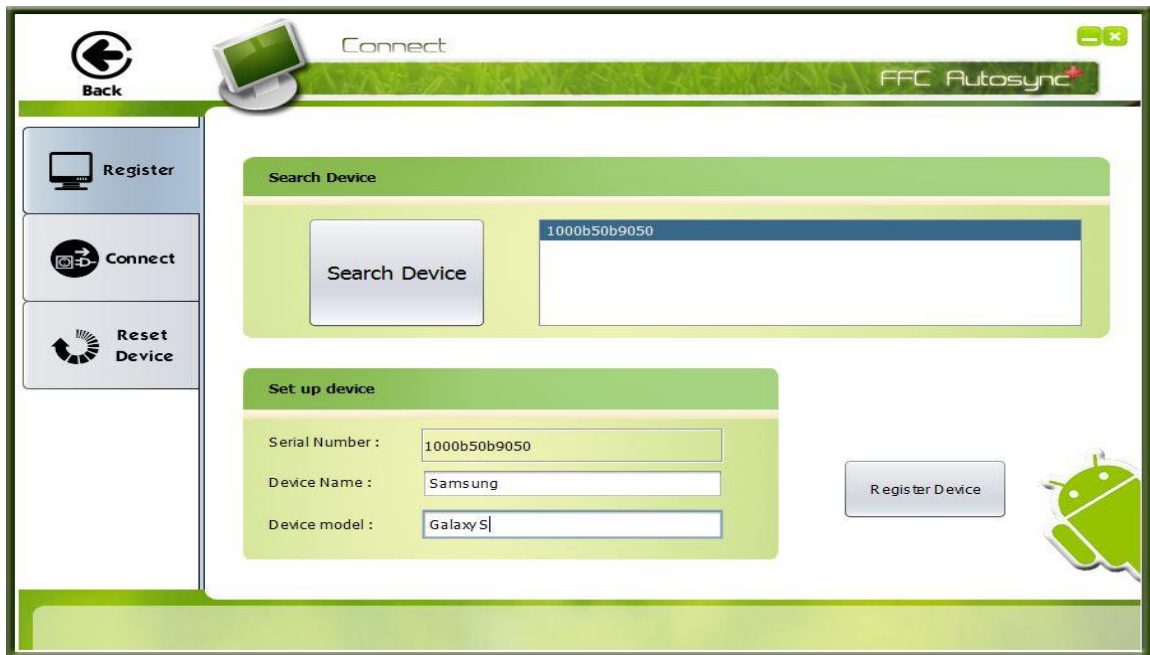 Connect
FFC Autosync+
Back
Register
Connect
Reset
Device
Search Device
Search Device
1000b50b9050
Set up device
Serial Number :
1000b50b9050
Device Name :
Samsung
Device model :
Galaxy S
Register Device